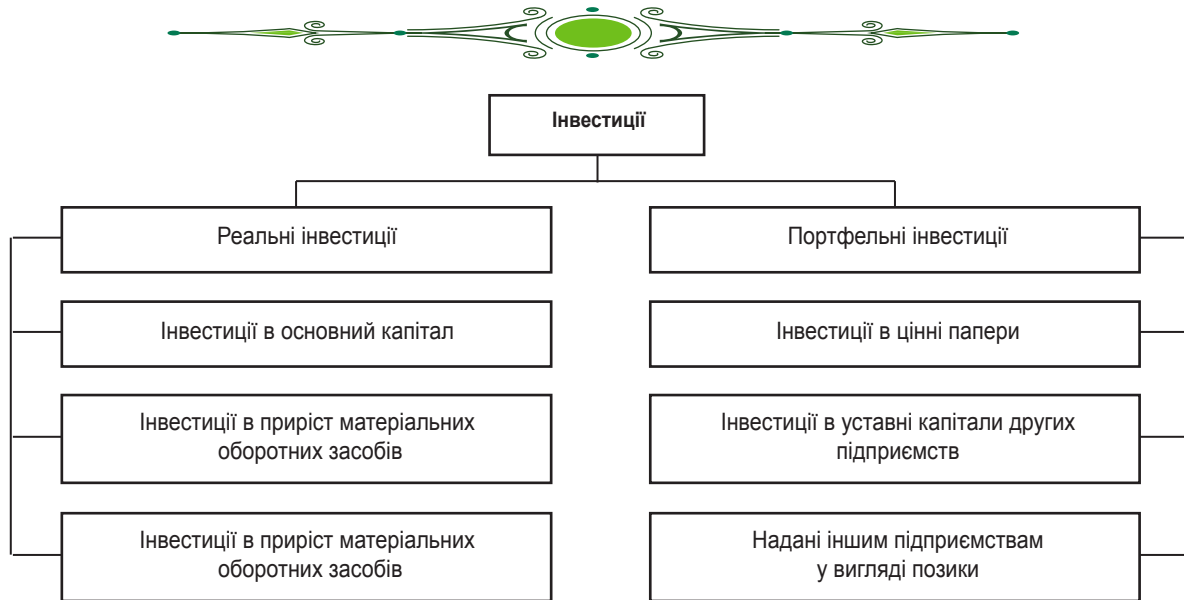 Інвестиції
Реальні інвестиції
Портфельні інвестиції
Інвестиції в основний капітал
Інвестиції в цінні папери
Інвестиції в приріст матеріальних
оборотних засобів
Інвестиції в уставні капітали других
підприємств
Інвестиції в приріст матеріальних
оборотних засобів
Надані іншим підприємствам
у вигляді позики